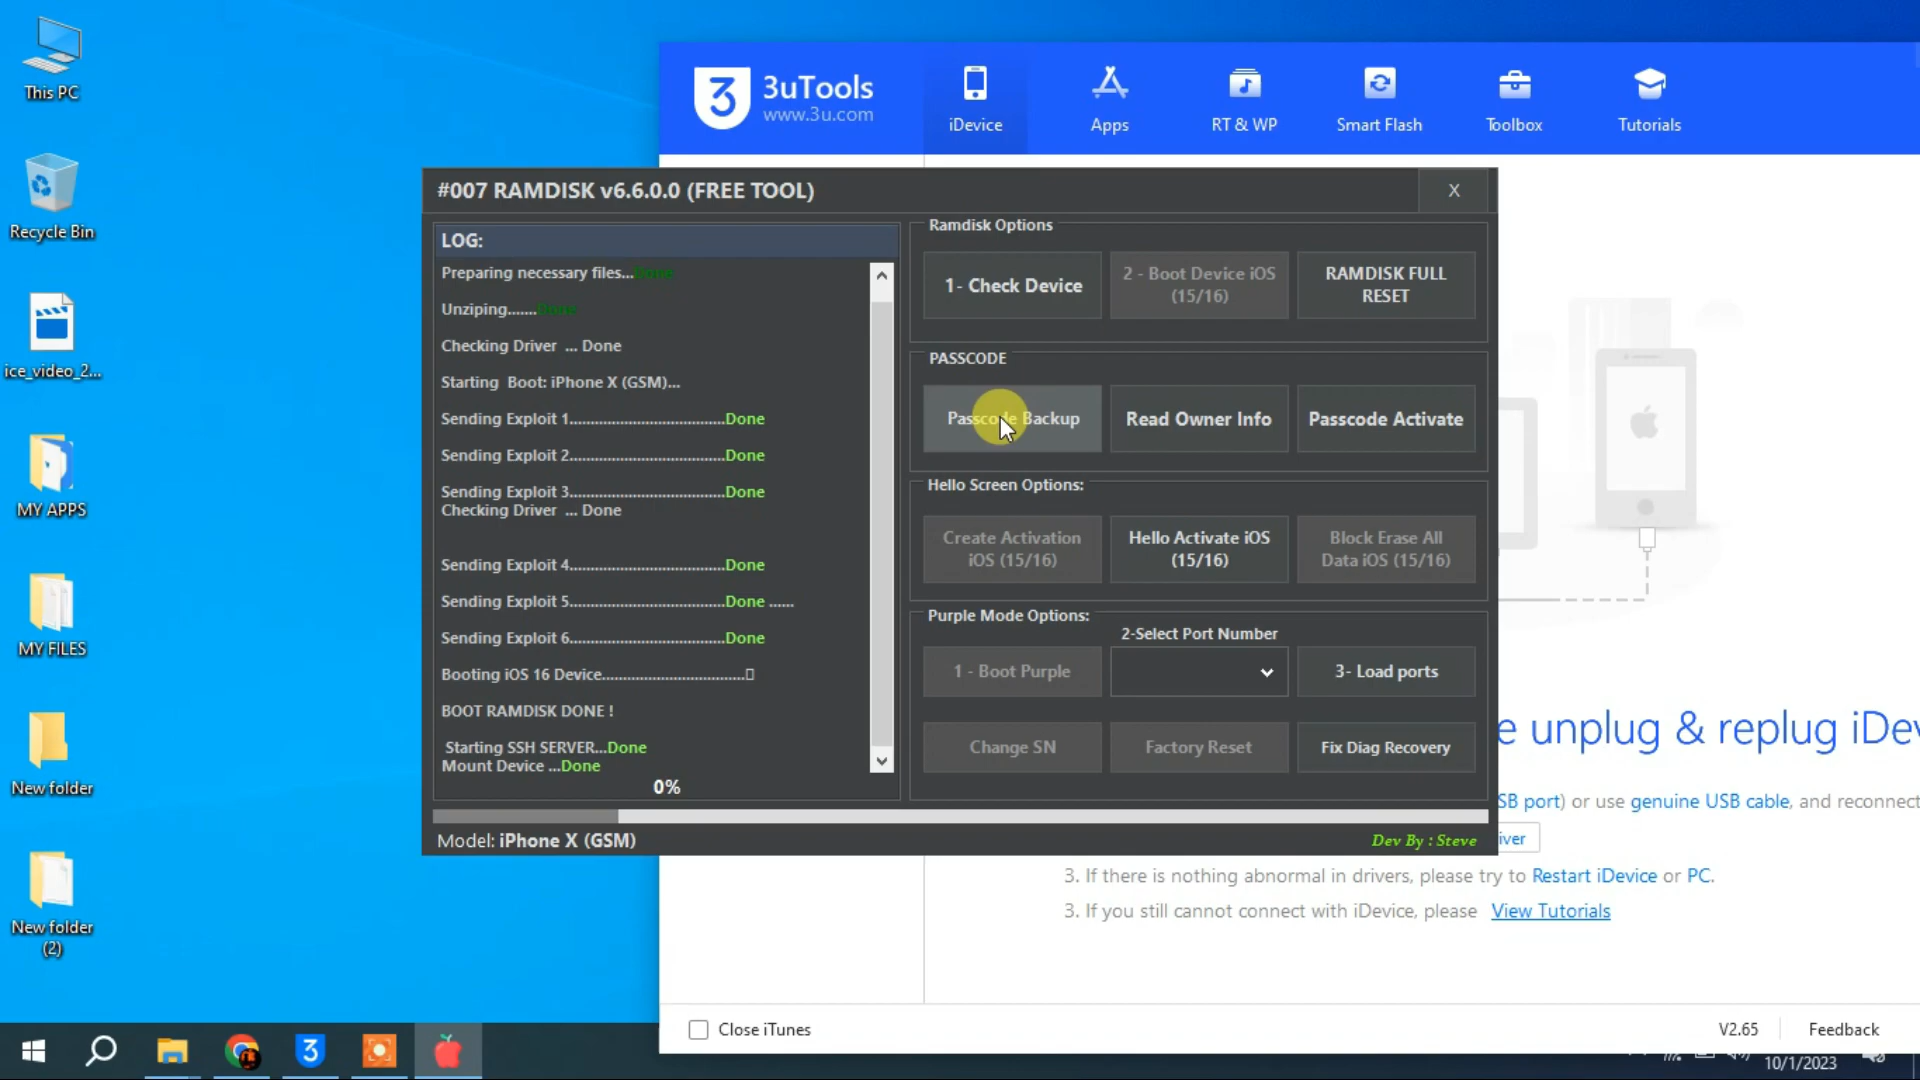 This PC
Recycle Bin
ice_video_2...
MY APPS
MY FILES
New folder
New folder
(2)
3 3uTools
www.3u.com
iDevice
Apps
RT & WP
Smart Flash
Toolbox
Tutorials
#007 RAMDISK v6.6.0.0 (FREE TOOL)
X
LOG:
Preparing necessary files...Done
Unziping.......Done
Checking Driver ... Done
Starting Boot: iPhone X (GSM)...
Sending Exploit 1.......................................Done
Sending Exploit 2.......................................Done
Sending Exploit 3.......................................Done
Checking Driver ... Done
Sending Exploit 4.......................................Done
Sending Exploit 5.......................................Done ......
Sending Exploit 6.......................................Done
Booting iOS 16 Device....................................
BOOT RAMDISK DONE !
Starting SSH SERVER...Done
Mount Device ...Done
0%
Ramdisk Options
1- Check Device
2 - Boot Device iOS
(15/16)
RAMDISK FULL
RESET
PASSCODE
Passcode Backup
Read Owner Info
Passcode Activate
Hello Screen Options:
Create Activation
iOS (15/16)
Hello Activate iOS
(15/16)
Block Erase All
Data iOS (15/16)
Purple Mode Options:
2-Select Port Number
1 - Boot Purple
3- Load ports
Change SN
Factory Reset
Fix Diag Recovery
Model: iPhone X (GSM)
Dev By : Steve
e unplug & replug iDev
SB port) or use genuine USB cable, and reconnect
iver
3. If there is nothing abnormal in drivers, please try to Restart iDevice or PC.
3. If you still cannot connect with iDevice, please View Tutorials
Close iTunes
V2.65
Feedback
3
10/1/2023